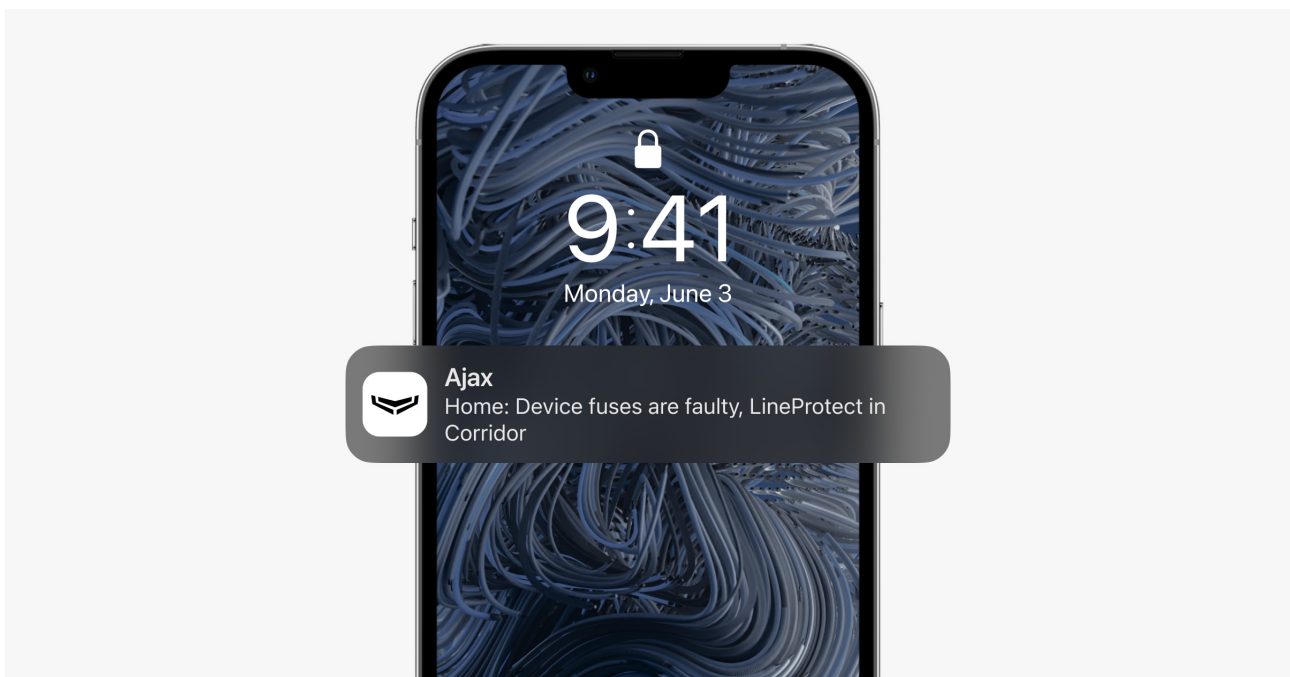 9:41
Monday, June 3
Ajax
Home: Device fuses are faulty, LineProtect in
Corridor